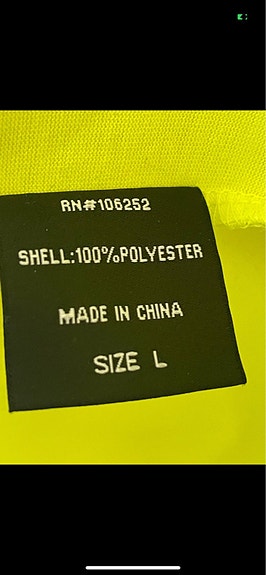 RN#106252
SHELL:100%POLYESTER
MADE IN CHINA
SIZE L